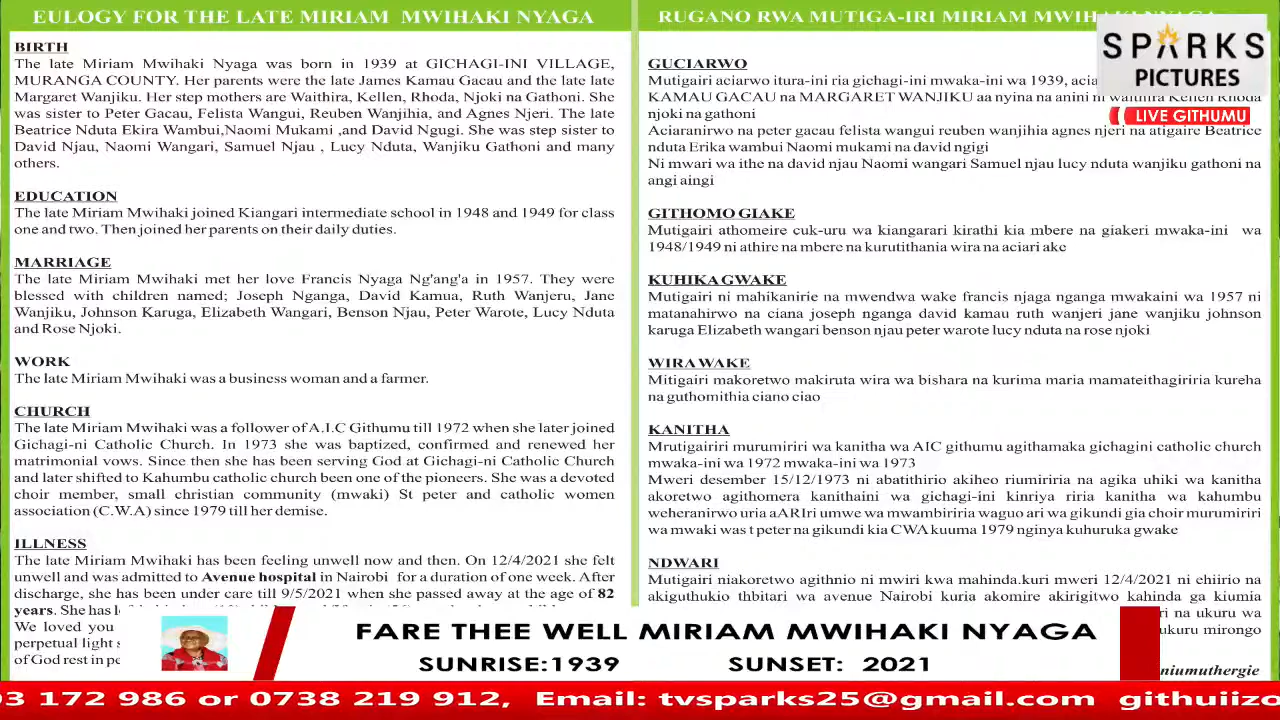 EULOGY FOR THE LATE MIRIAM MWIHAKI NYAGA
BIRTH
The late Miriam Mwihaki Nyaga was born in 1939 at GICHAGI-INI VILLAGE,
MURANGA COUNTY. Her parents were the late James Kamau Gacau and the late late
Margaret Wanjiku. Her step mothers are Waithira, Kellen, Rhoda, Njoki na Gathoni. She
was sister to Peter Gacau, Felista Wangui, Reuben Wanjihia, and Agnes Njeri. The late
Beatrice Nduta Ekira Wambui,Naomi Mukami ,and David Ngugi. She was step sister to
David Njau, Naomi Wangari, Samuel Njau , Lucy Nduta, Wanjiku Gathoni and many
others.
EDUCATION
The late Miriam Mwihaki joined Kiangari intermediate school in 1948 and 1949 for class
one and two. Then joined her parents on their daily duties.
MARRIAGE
The late Miriam Mwihaki met her love Francis Nyaga Ng'ang'a in 1957. They were
blessed with children named; Joseph Nganga, David Kamua, Ruth Wanjeru, Jane
Wanjiku, Johnson Karuga, Elizabeth Wangari, Benson Njau, Peter Warote, Lucy Nduta
and Rose Njoki.
WORK
The late Miriam Mwihaki was a business woman and a farmer.
CHURCH
The late Miriam Mwihaki was a follower of A.I.C Githumu till 1972 when she later joined
Gichagi-ni Catholic Church. In 1973 she was baptized, confirmed and renewed her
matrimonial vows. Since then she has been serving God at Gichagi-ni Catholic Church
and later shifted to Kahumbu catholic church been one of the pioneers. She was a devoted
choir member, small christian community (mwaki) St peter and catholic women
association (C.W.A) since 1979 till her demise.
ILLNESS
The late Miriam Mwihaki has been feeling unwell now and then. On 12/4/2021 she felt
unwell and was admitted to Avenue hospital in Nairobi for a duration of one week. After
discharge, she has been under care till 9/5/2021 when she passed away at the age of 82
years. She has
We loved you
perpetual light
of God rest in
RUGANO RWA MUTIGA-IRI MIRIAM MWIHAKI NYAGA
GUCIARWO
Mutigairi aciarwo itura-ini ria gichagi-ini mwaka-ini wa 1939,
KAMAU GACAU na MARGARET WANJIKU aa nyina na anini ni waithira Kellen Rhoda
njoki na gathoni
Aciaranirwo na peter gacau felista wangui reuben wanjihia agnes njeri na atigaire Beatrice
nduta Erika wambui Naomi mukami na david ngigi
Ni mwari wa ithe na david njau Naomi wangari Samuel njau lucy nduta wanjiku gathoni na
angi aingi
GITHOMO GIAKE
Mutigairi athomeire cuk-uru wa kiangarari kirathi kia mbere na giakeri mwaka-ini wa
1948/1949 ni athire na mbere na kurutithania wira na aciari ake
KUHIKA GWAKE
Mutigairi ni mahikanirie na mwendwa wake francis njaga nganga mwakaini wa 1957 ni
matanahirwo na ciana joseph nganga david kamau ruth wanjeri jane wanjiku johnson
karuga Elizabeth wangari benson njau peter warote lucy nduta na rose njoki
WIRA WAKE
Mitigairi makoretwo makiruta wira wa bishara na kurima maria mamateithagiriria kureha
na guthomithia ciano ciao
KANITHA
Mrutigairiri murumiriri wa kanitha wa AIC githumu agithamaka gichagini catholic church
mwaka-ini wa 1972 mwaka-ini wa 1973
Mweri desember 15/12/1973 ni abatithirio akiheo riumiriria na agika uhiki wa kanitha
akoretwo agithomera kanithaini wa gichagi-ini kinriya riria kanitha wa kahumbu
weheranirwo uria aARIri umwe wa mwambiriria waguo ari wa gikundi gia choir murumiriri
wa mwaki was t peter na gikundi kia CWA kuuma 1979 nginya kuhuruka gwake
NDWARI
Mutigairi niakoretwo agithnio ni mwiri kwa mahinda.kuri mweri 12/4/2021 ni ehiirio na
akiguthukio thbitari wa avenue Nairobi kuria akomire akirigitwo kahinda ga kiumia
ri na ukuru wa
ukuru mirongo
niumuthergie
SPARKS
PICTURES
LIVE GITHUMU
FARE THEE WELL MIRIAM MWIHAKI NYAGA
SUNRISE:1939 SUNSET: 2021
93 172 986 or 0738 219 912, Email: tvsparks25@gmail.com githuiizo